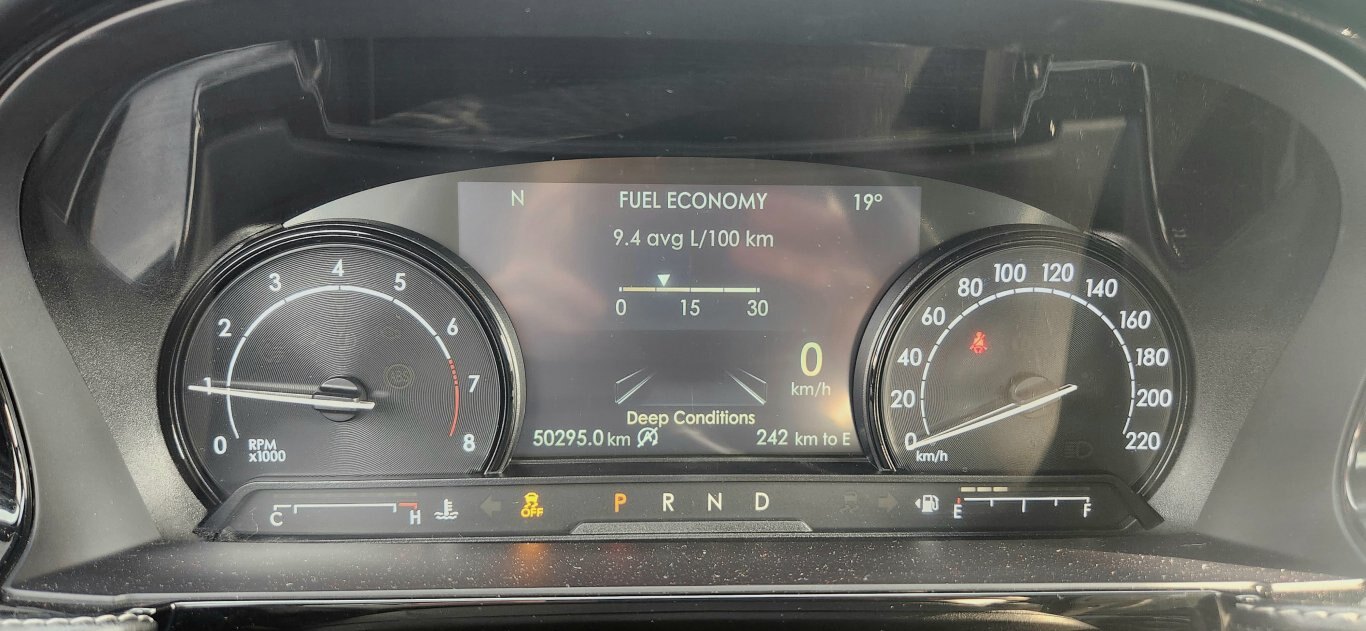 N FUEL ECONOMY 19°
9.4 avg L/100 km
0 15 30
0
km/h
Deep Conditions
50295.0 km 242 km to E
0 1 2 3 4 5 6 7 8
RPM
x1000
0 20 40 60 80 100 120 140 160 180 200 220
km/h
C H OFF P R N D E F